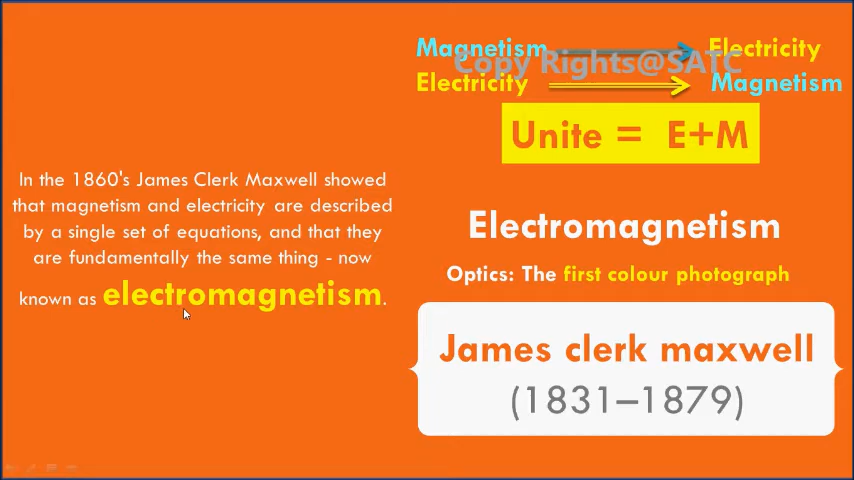 Magnetism Electricity
Copy Rights@SATC
Electricity Magnetism
Unite = E+M
In the 1860's James Clerk Maxwell showed
that magnetism and electricity are described
by a single set of equations, and that they
are fundamentally the same thing - now
known as electromagnetism.
Electromagnetism
Optics: The first colour photograph
James clerk maxwell
(1831–1879)